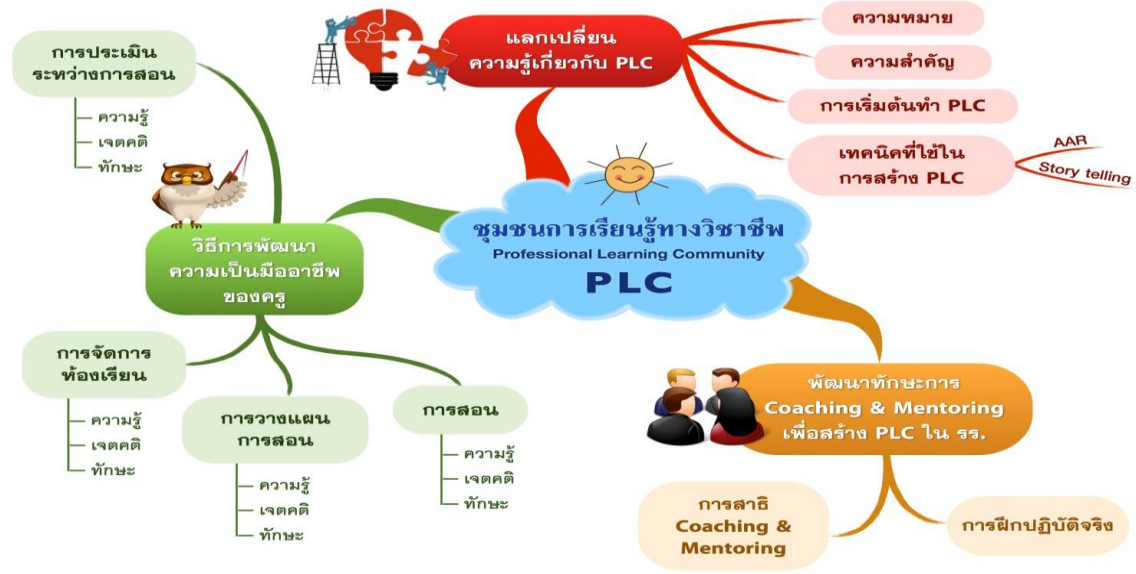 แลกเปลี่ยน
ความรู้เกี่ยวกับ PLC
ความหมาย
ความสำคัญ
การเริ่มต้นทำ PLC
เทคนิคที่ใช้ใน
การสร้าง PLC
AAR
Story telling
ชุมชนการเรียนรู้ทางวิชาชีพ
Professional Learning Community
PLC
การประเมิน
ระหว่างการสอน
ความรู้
เจตคติ
ทักษะ
วิธีการพัฒนา
ความเป็นมืออาชีพ
ของครู
การจัดการ
ห้องเรียน
ความรู้
เจตคติ
ทักษะ
การวางแผน
การสอน
ความรู้
เจตคติ
ทักษะ
การสอน
ความรู้
เจตคติ
ทักษะ
พัฒนาทักษะการ
Coaching & Mentoring
เพื่อสร้าง PLC ใน รร.
การสาธิ
Coaching &
Mentoring
การฝึกปฏิบัติจริง